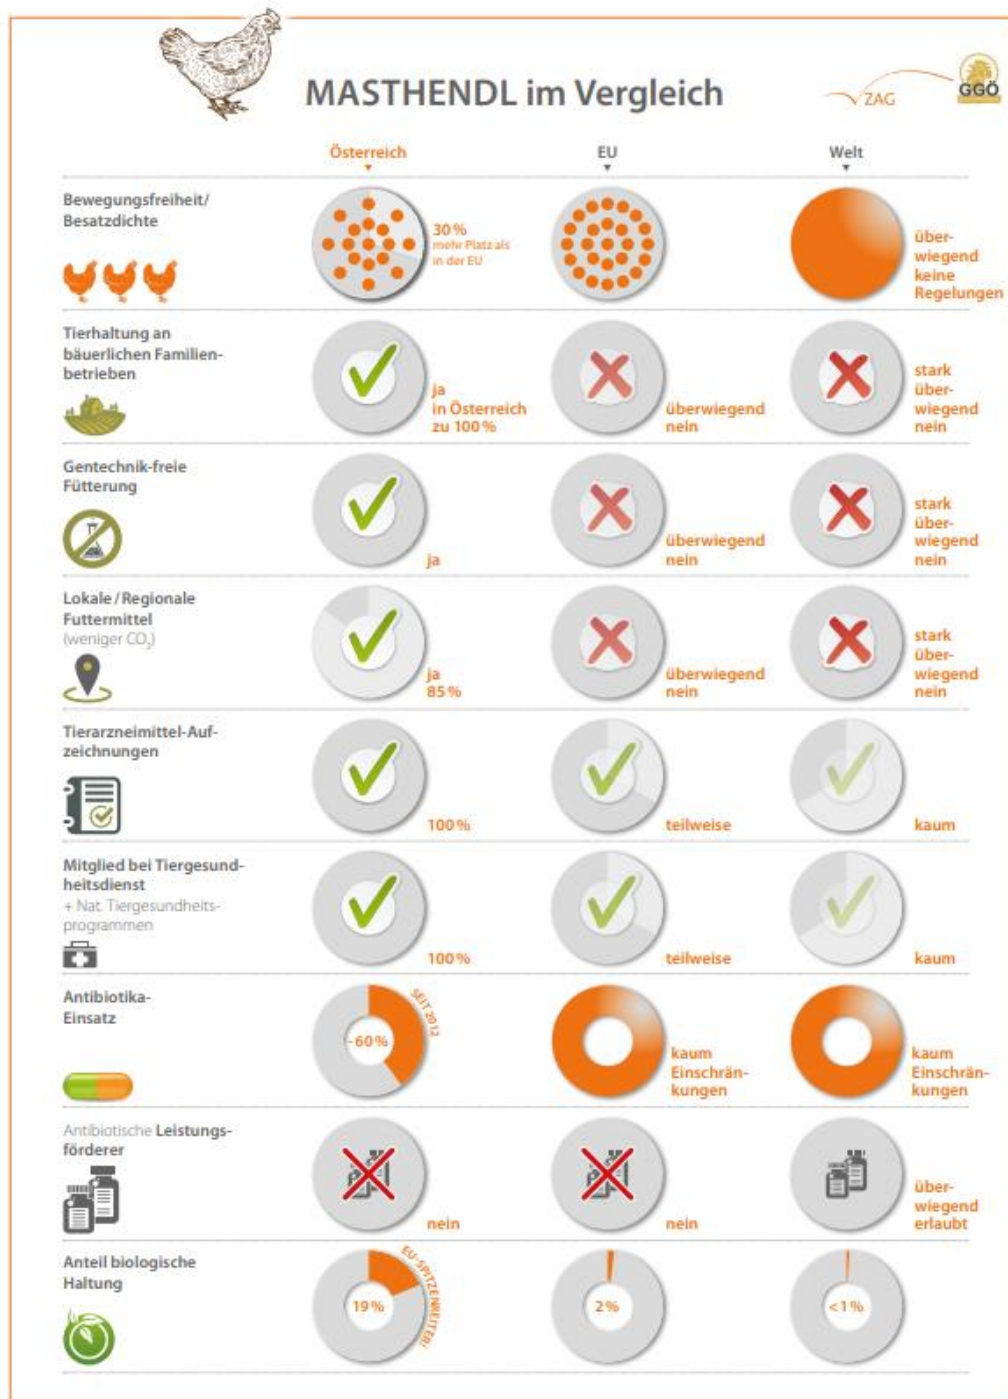 MASTHENDL im Vergleich
ZAG
GGÖ
Österreich
EU
Welt
Bewegungsfreiheit/
Besatzdichte
30 %
mehr Platz als
in der EU
über-
wiegend
keine
Regelungen
Tierhaltung an
bäuerlichen Familien-
betrieben
ja
in Österreich
zu 100 %
überwiegend
nein
stark
über-
wiegend
nein
Gentechnik-freie
Fütterung
ja
überwiegend
nein
stark
über-
wiegend
nein
Lokale / Regionale
Futtermittel
(weniger CO₂)
ja
85 %
überwiegend
nein
stark
über-
wiegend
nein
Tierarzneimittel-Auf-
zeichnungen
100 %
teilweise
kaum
Mitglied bei Tiergesund-
heitsdienst
+ Nat. Tiergesundheits-
programmen
100 %
teilweise
kaum
Antibiotika-
Einsatz
-60 %
SEIT 2012
kaum
Einschrän-
kungen
kaum
Einschrän-
kungen
Antibiotische Leistungs-
förderer
nein
nein
über-
wiegend
erlaubt
Anteil biologische
Haltung
19 %
EU-SPITZENREITER!
2 %
<1 %